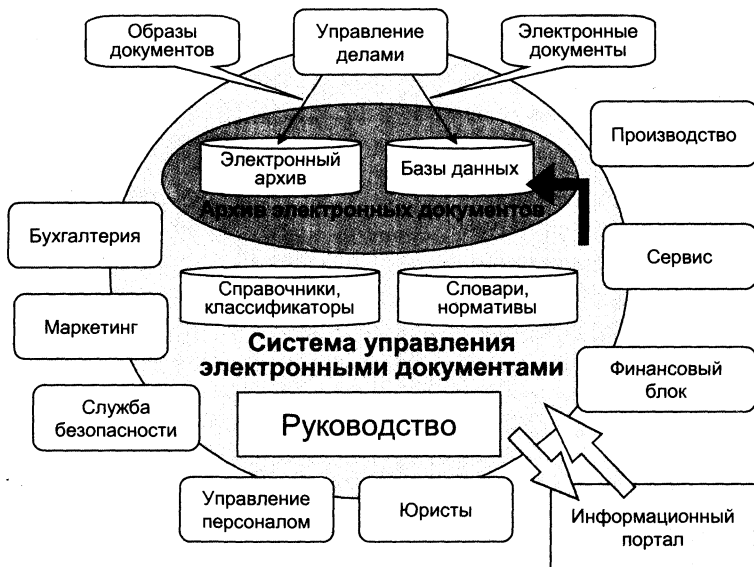 Образы
документов
Управление
делами
Электронные
документы
Производство
Электронный
архив
Базы данных
Архив электронных документов
Бухгалтерия
Сервис
Справочники,
классификаторы
Словари,
нормативы
Маркетинг
Система управления
электронными документами
Финансовый
блок
Служба
безопасности
Руководство
Управление
персоналом
Юристы
Информационный
портал